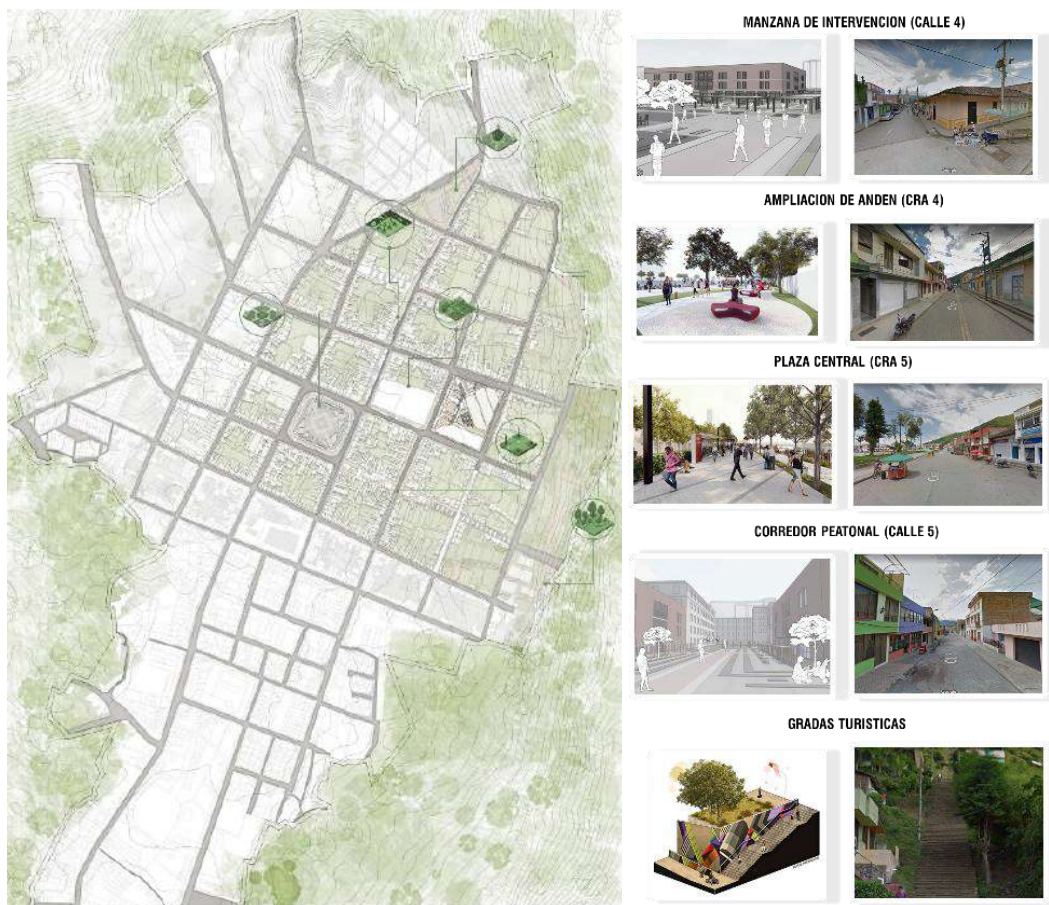 MANZANA DE INTERVENCION (CALLE 4)
AMPLIACION DE ANDEN (CRA 4)
PLAZA CENTRAL (CRA 5)
CORREDOR PEATONAL (CALLE 5)
GRADAS TURISTICAS